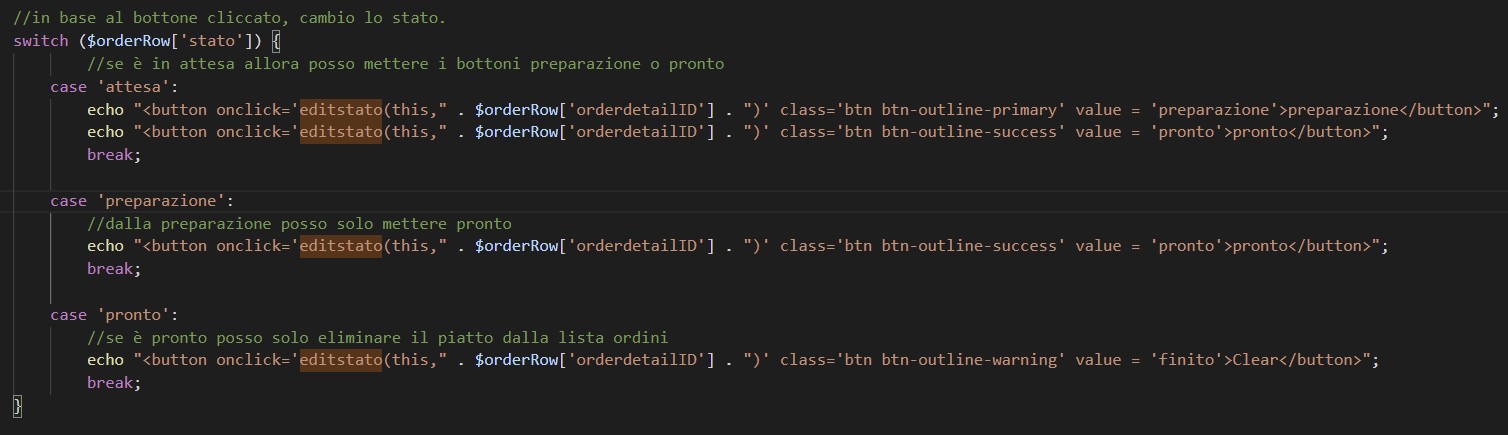 //in base al bottone cliccato, cambio lo stato.
switch ($orderRow['stato']) {
//se è in attesa allora posso mettere i bottoni preparazione o pronto
case 'attesa':
echo "<button onclick='editstato(this," . $orderRow['orderdetailID'] . ")' class='btn btn-outline-primary' value = 'preparazione'>preparazione</button>";
echo "<button onclick='editstato(this," . $orderRow['orderdetailID'] . ")' class='btn btn-outline-success' value = 'pronto'>pronto</button>";
break;
case 'preparazione':
//dalla preparazione posso solo mettere pronto
echo "<button onclick='editstato(this," . $orderRow['orderdetailID'] . ")' class='btn btn-outline-success' value = 'pronto'>pronto</button>";
break;
case 'pronto':
//se è pronto posso solo eliminare il piatto dalla lista ordini
echo "<button onclick='editstato(this," . $orderRow['orderdetailID'] . ")' class='btn btn-outline-warning' value = 'finito'>Clear</button>";
break;
}